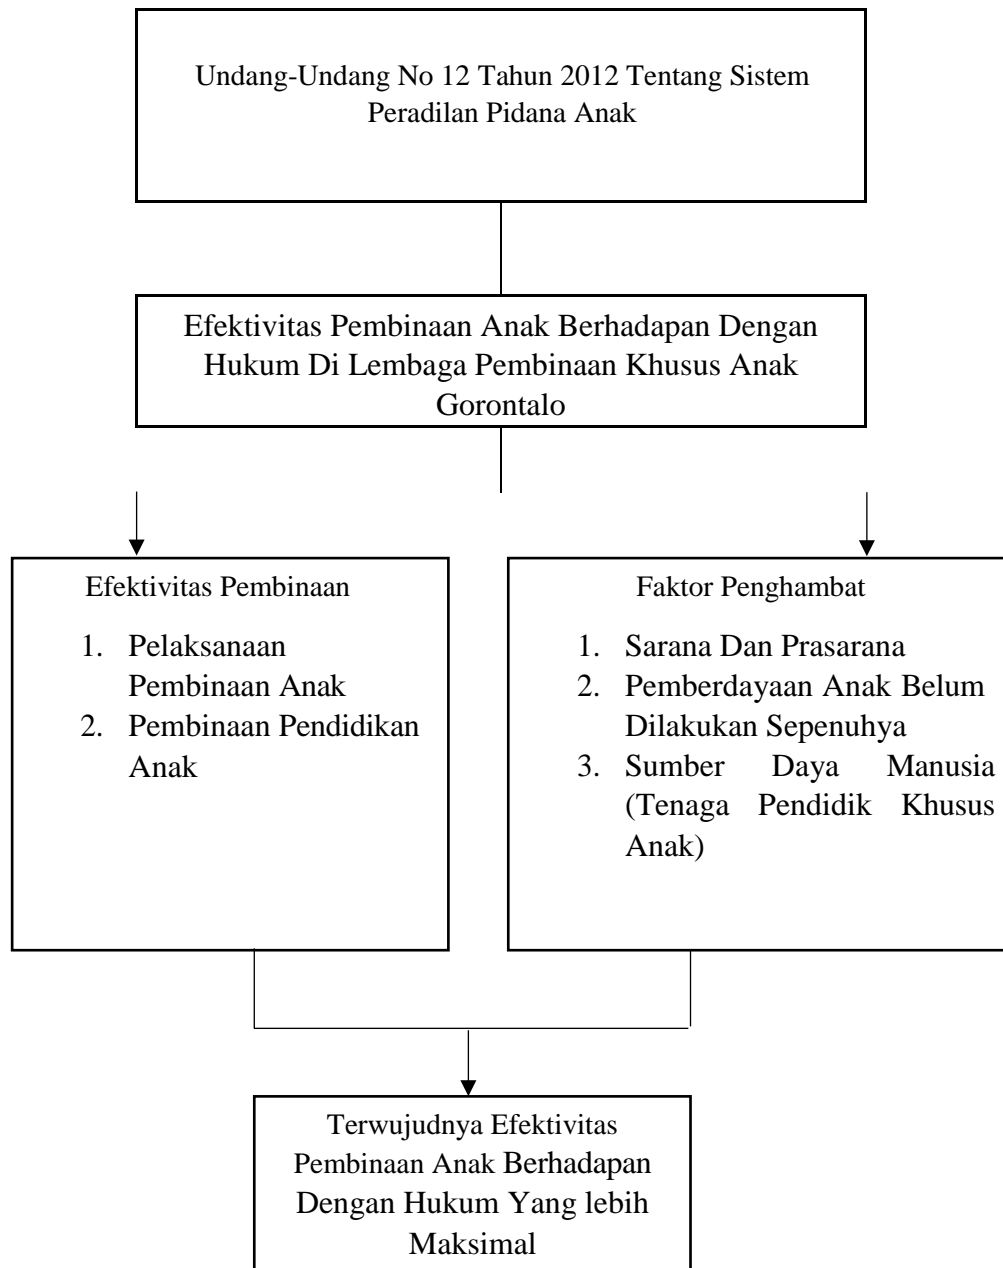 Undang-Undang No 12 Tahun 2012 Tentang Sistem
Peradilan Pidana Anak
Efektivitas Pembinaan Anak Berhadapan Dengan
Hukum Di Lembaga Pembinaan Khusus Anak
Gorontalo
Efektivitas Pembinaan
1. Pelaksanaan
Pembinaan Anak
2. Pembinaan Pendidikan
Anak
Faktor Penghambat
1. Sarana Dan Prasarana
2. Pemberdayaan Anak Belum
Dilakukan Sepenuhya
3. Sumber Daya Manusia
(Tenaga Pendidik Khusus
Anak)
Terwujudnya Efektivitas
Pembinaan Anak Berhadapan
Dengan Hukum Yang lebih
Maksimal